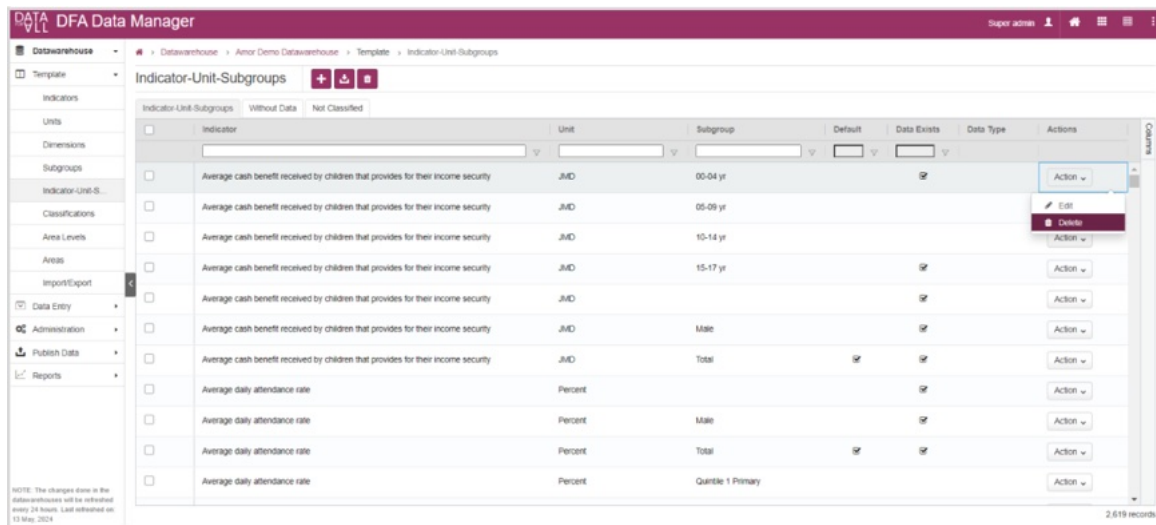 DATA FOR ALL DFA Data Manager
Super admin
Datawarehouse
Datawarehouse > Amor Demo Datawarehouse > Template > Indicator-Unit-Subgroups
Template
Indicator-Unit-Subgroups
Indicators
Indicator-Unit-Subgroups Without Data Not Classified
Units
Indicator Unit Subgroup Default Data Exists Data Type Actions
Columns
Dimensions
Subgroups
Average cash benefit received by children that provides for their income security JMD 00-04 yr Action
Indicator-Unit-S...
Edit
Average cash benefit received by children that provides for their income security JMD 05-09 yr
Classifications
Delete
Area Levels
Average cash benefit received by children that provides for their income security JMD 10-14 yr Action
Areas
Average cash benefit received by children that provides for their income security JMD 15-17 yr Action
Import/Export
Average cash benefit received by children that provides for their income security JMD Action
Data Entry
Administration
Average cash benefit received by children that provides for their income security JMD Male Action
Publish Data
Average cash benefit received by children that provides for their income security JMD Total Action
Reports
Average daily attendance rate Percent Action
Average daily attendance rate Percent Male Action
Average daily attendance rate Percent Total Action
Average daily attendance rate Percent Quintile 1 Primary Action
NOTE: The changes done in the
datawarehouses will be refreshed
every 24 hours. Last refreshed on:
13 May, 2024
2,619 records